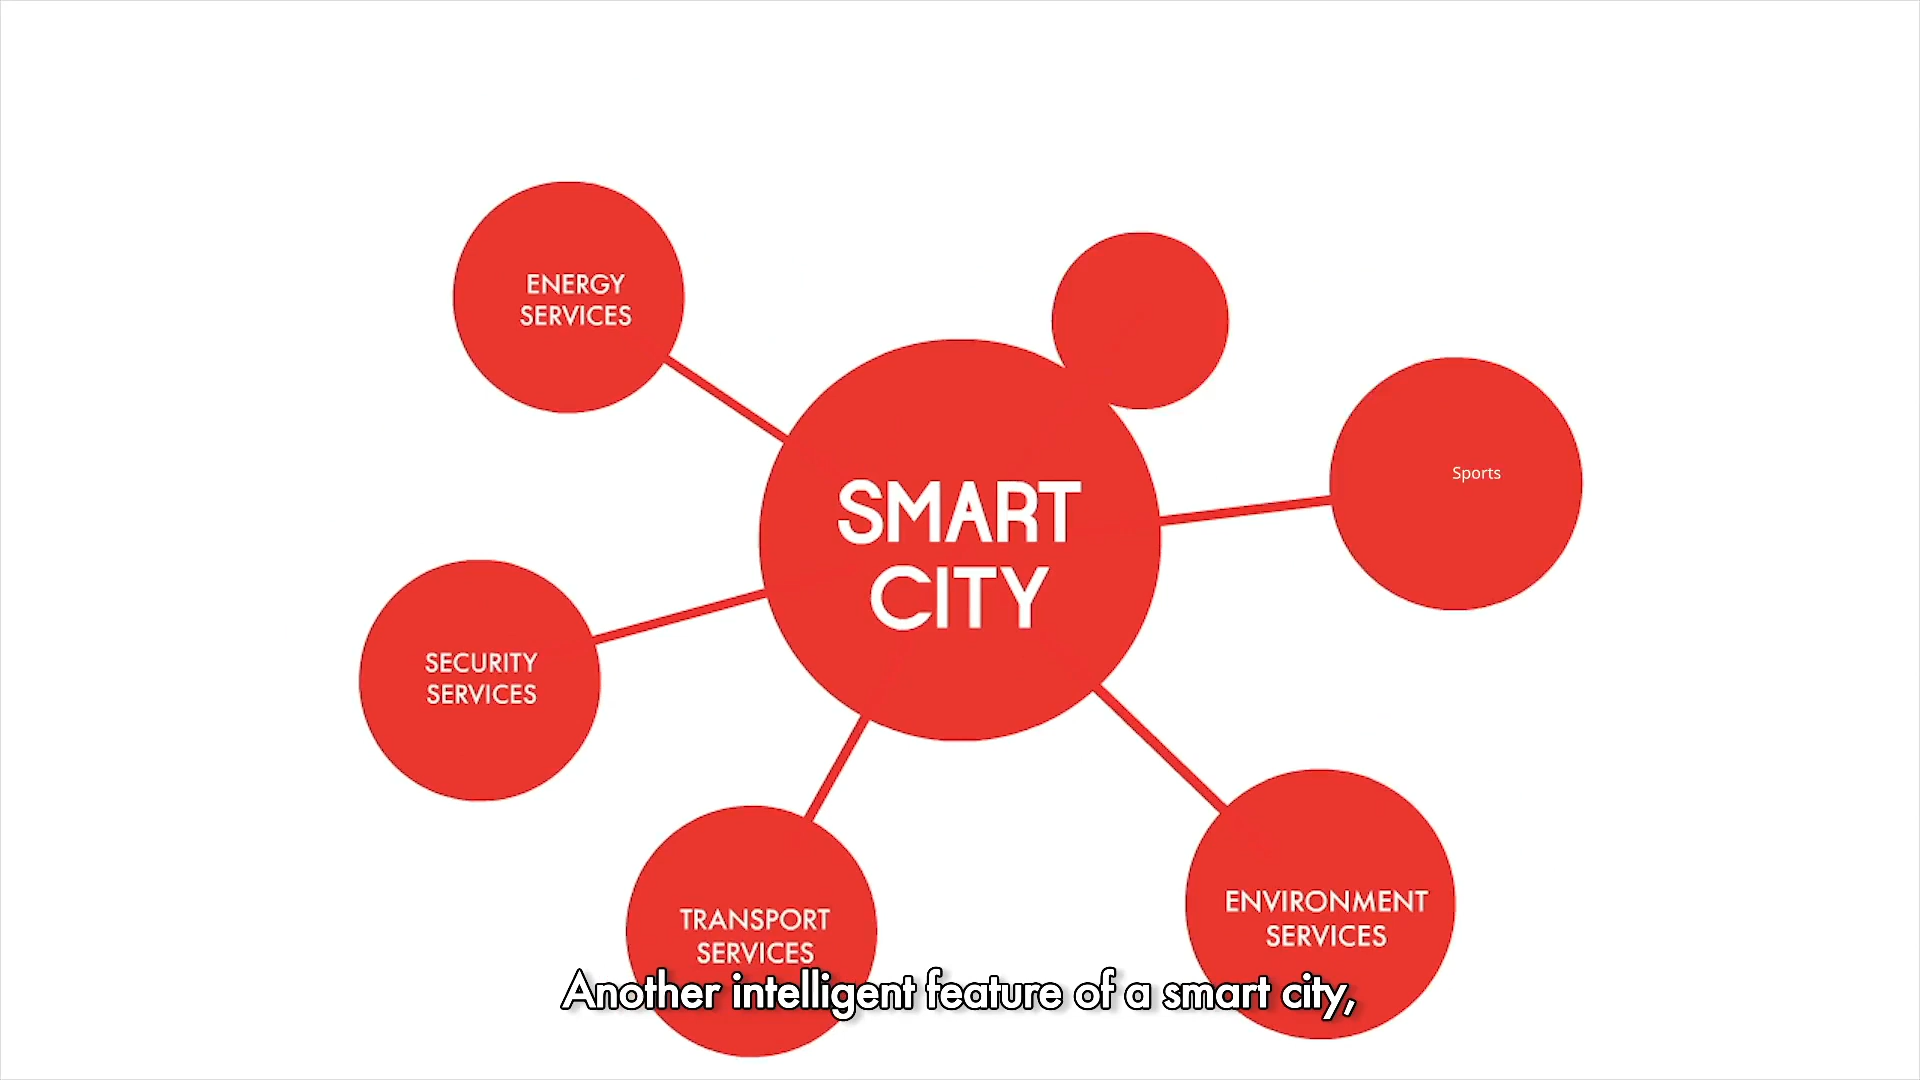 ENERGY
SERVICES
Sports
SMART
CITY
SECURITY
SERVICES
ENVIRONMENT
SERVICES
TRANSPORT
SERVICES
Another intelligent feature of a smart city,